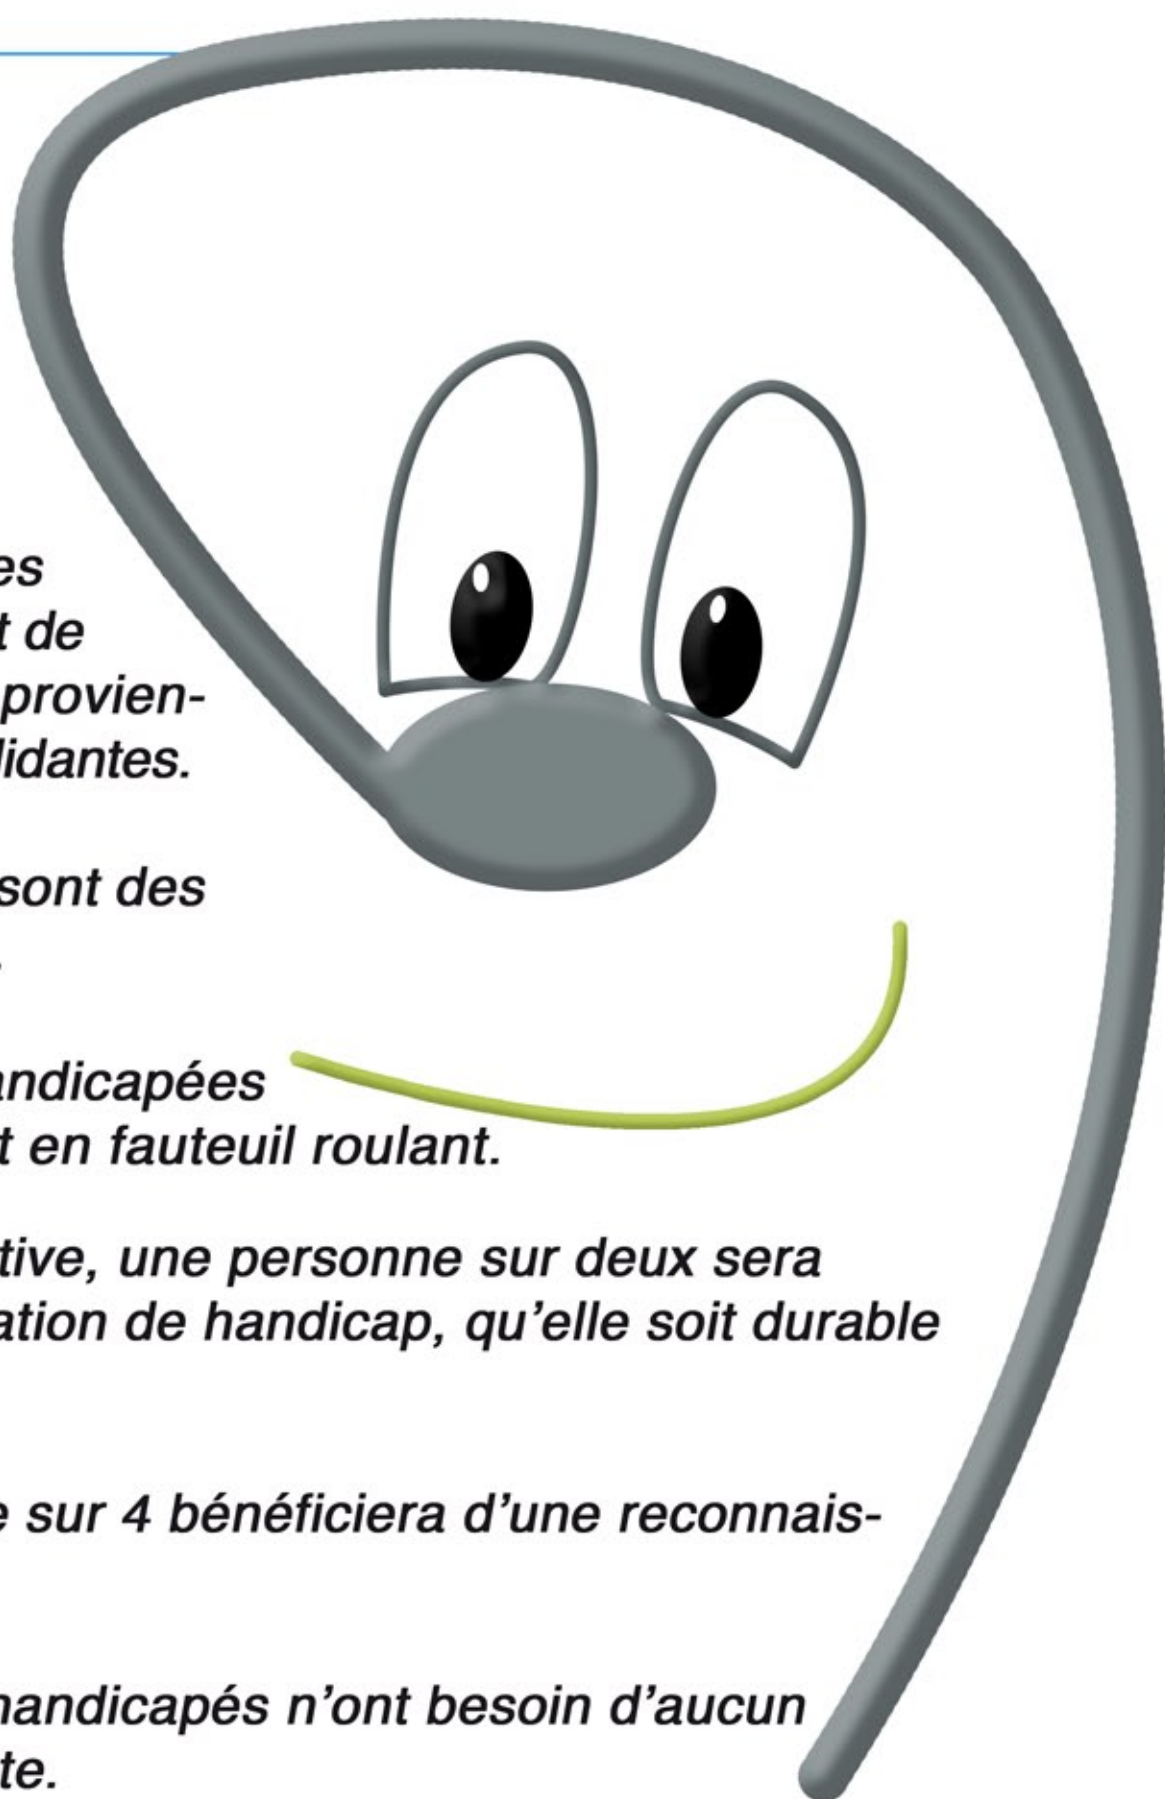 es
t de
provien-
lidantes.
sont des
.
andicapées
t en fauteuil roulant.
tive, une personne sur deux sera
ation de handicap, qu’elle soit durable
e sur 4 bénéficiera d’une reconnais-
handicapés n’ont besoin d’aucun
te.